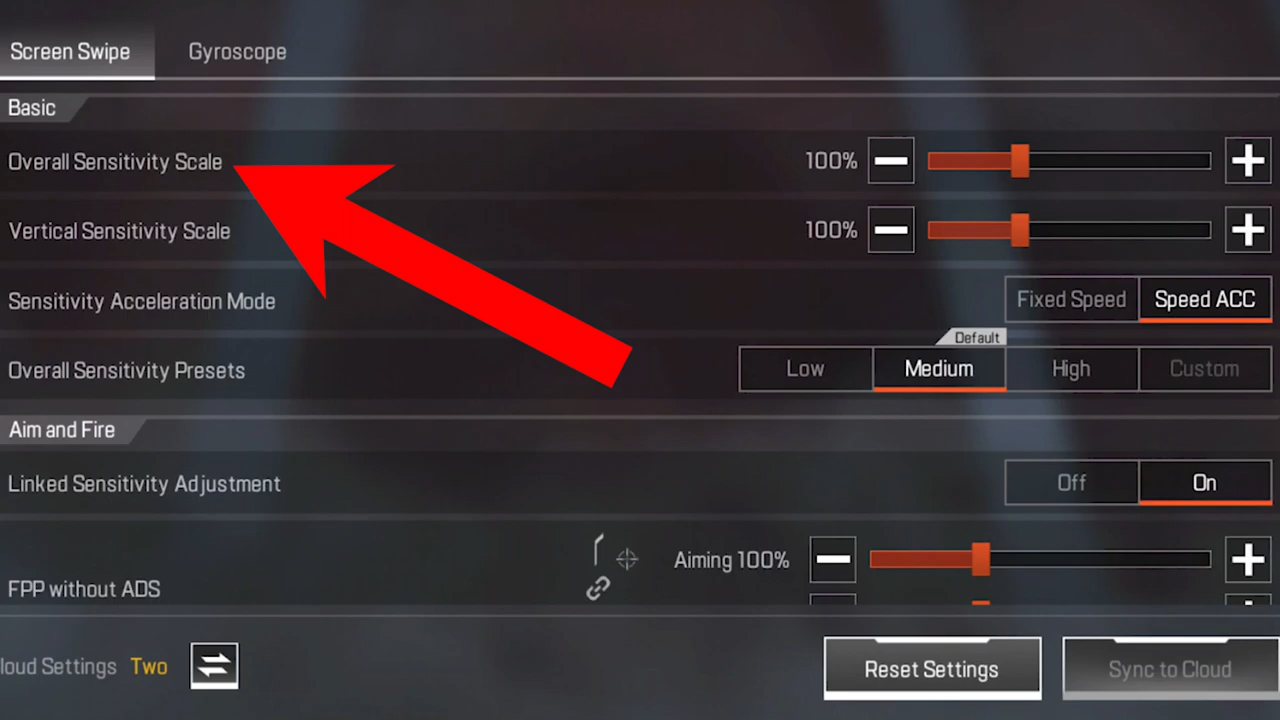 Screen Swipe Gyroscope
Basic
Overall Sensitivity Scale 100%
Vertical Sensitivity Scale 100%
Sensitivity Acceleration Mode Fixed Speed Speed ACC
Default
Overall Sensitivity Presets Low Medium High Custom
Aim and Fire
Linked Sensitivity Adjustment Off On
Aiming 100%
FPP without ADS
loud Settings Two Reset Settings Sync to Cloud